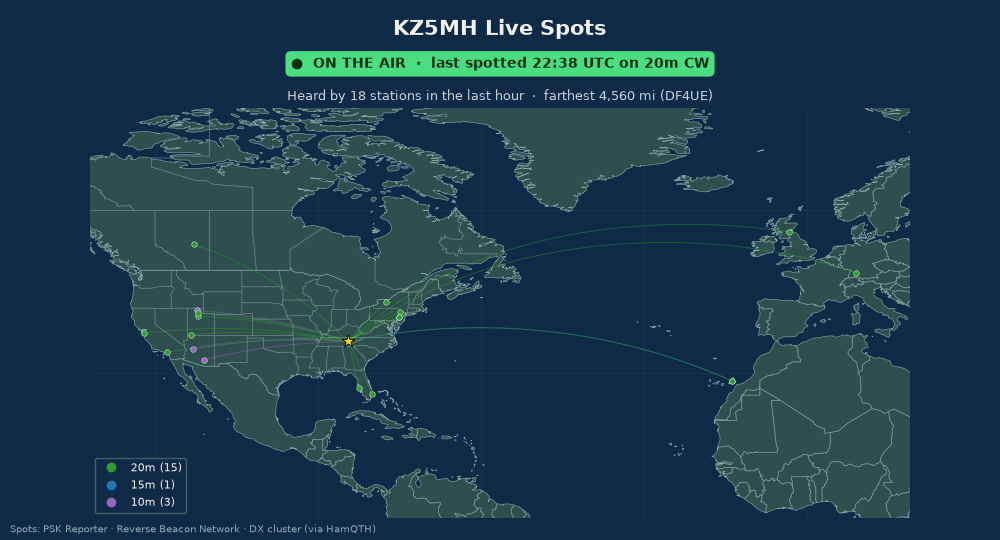 KZ5MH Live Spots
● ON THE AIR · last spotted 22:38 UTC on 20m CW
Heard by 18 stations in the last hour · farthest 4,560 mi (DF4UE)
20m (15)
15m (1)
10m (3)
Spots: PSK Reporter · Reverse Beacon Network · DX cluster (via HamQTH)